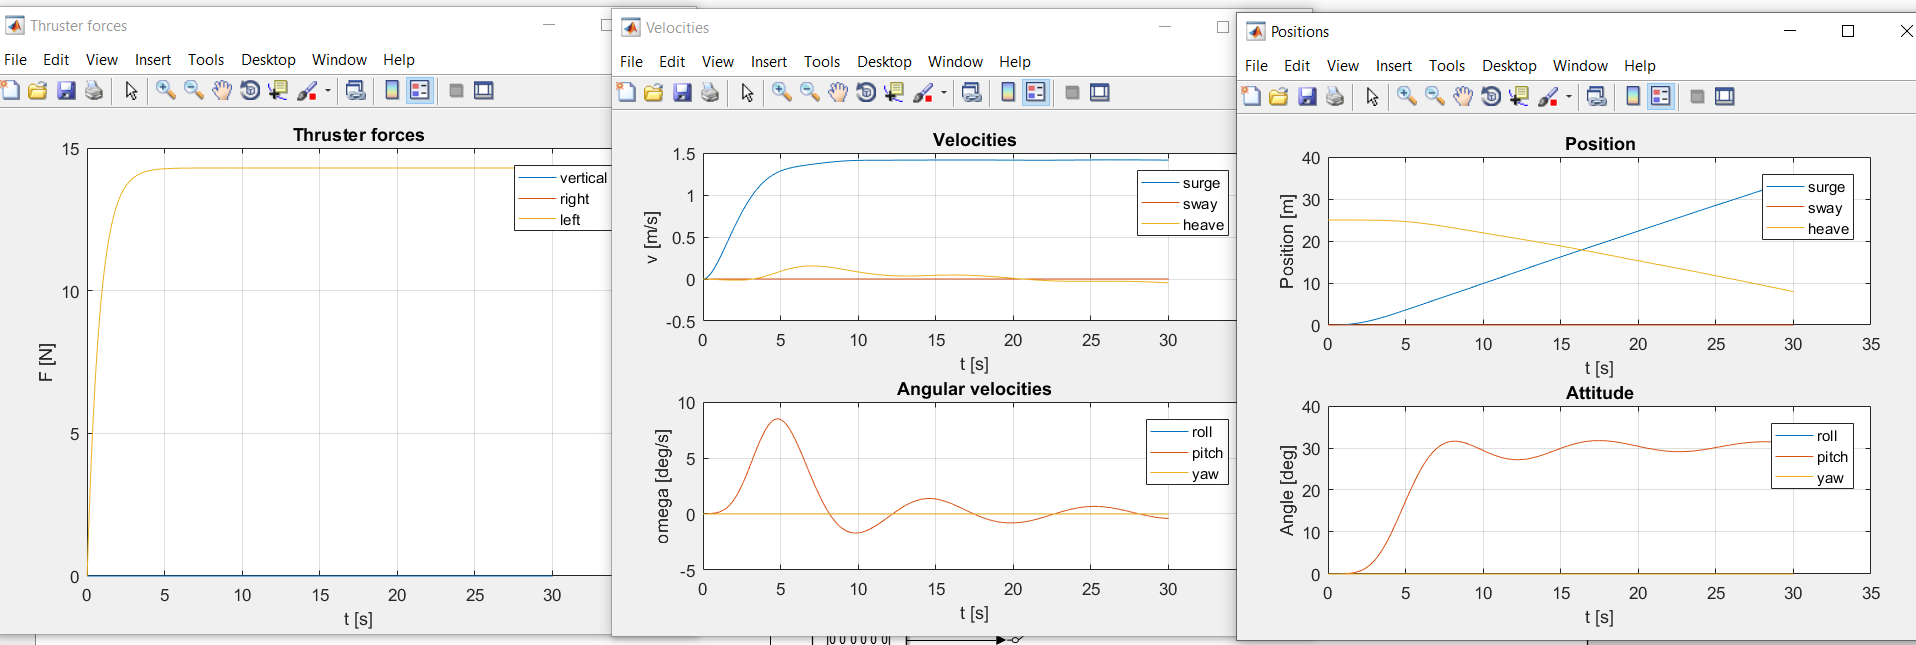 Thruster forces
File Edit View Insert Tools Desktop Window Help
Thruster forces
15
10
5
0
F [N]
0 5 10 15 20 25 30
t [s]
vertical
right
left
Velocities
File Edit View Insert Tools Desktop Window Help
Velocities
1.5
1
0.5
0
-0.5
v [m/s]
0 5 10 15 20 25 30
t [s]
surge
sway
heave
Angular velocities
10
5
0
-5
omega [deg/s]
0 5 10 15 20 25 30
t [s]
roll
pitch
yaw
Positions
File Edit View Insert Tools Desktop Window Help
Position
40
30
20
10
0
Position [m]
0 5 10 15 20 25 30 35
t [s]
surge
sway
heave
Attitude
40
30
20
10
0
Angle [deg]
0 5 10 15 20 25 30 35
t [s]
roll
pitch
yaw
[0 0 0 0 0 0]